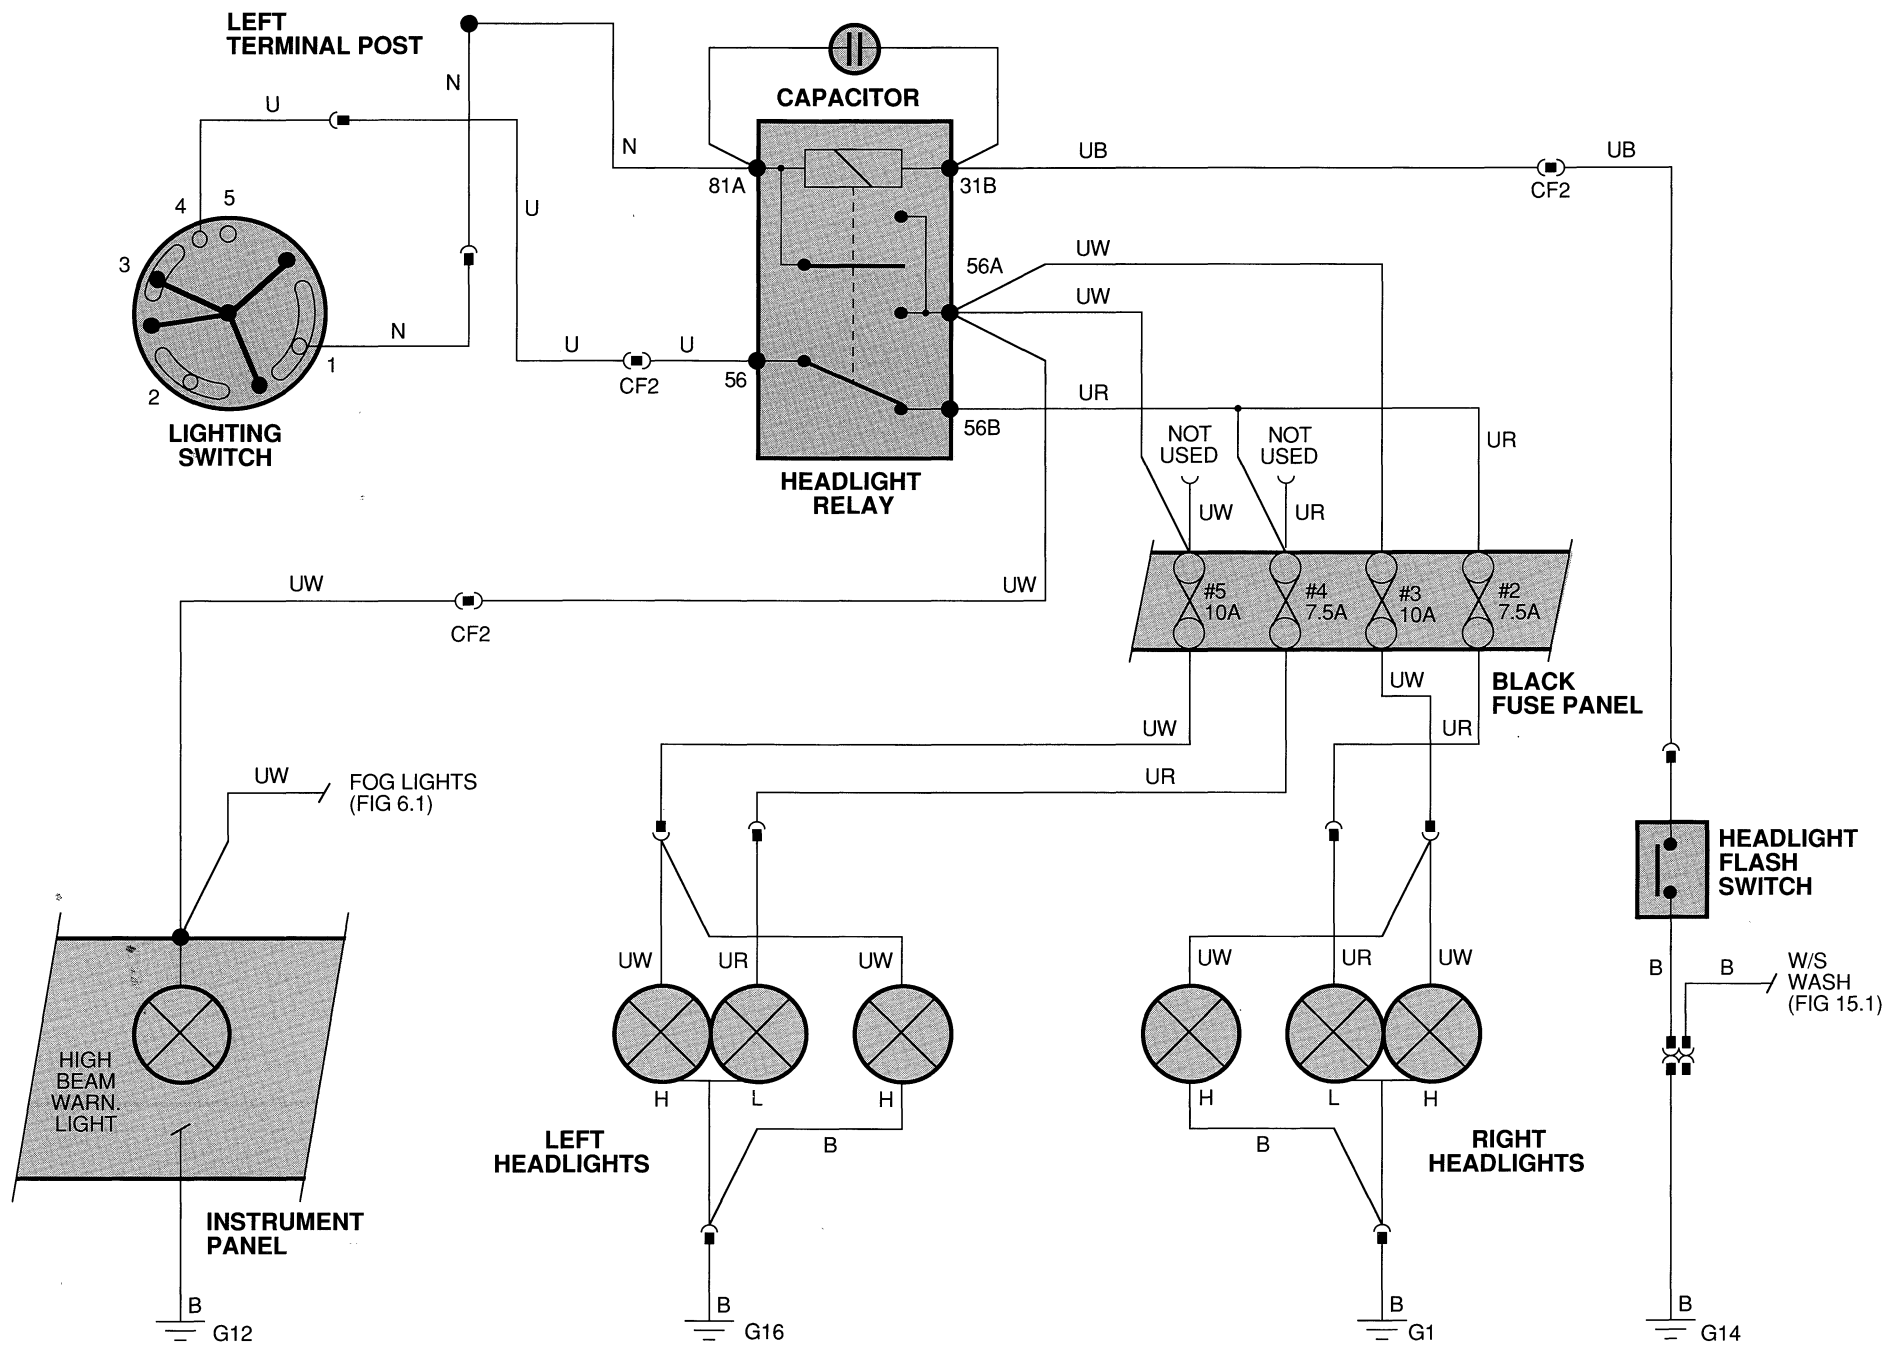 LEFT
TERMINAL POST
N
U
CAPACITOR
N
81A
31B
UB
UB
CF2
4
5
U
3
UW
56A
UW
N
1
2
U
U
CF2
56
UR
56B
LIGHTING
SWITCH
HEADLIGHT
RELAY
NOT
USED
NOT
USED
UR
UW
UR
UW
CF2
UW
#5
10A
#4
7.5A
#3
10A
#2
7.5A
BLACK
FUSE PANEL
UW
UW
UR
UR
UW
FOG LIGHTS
(FIG 6.1)
HEADLIGHT
FLASH
SWITCH
UW
UR
UW
UW
UR
UW
B
B
W/S
WASH
(FIG 15.1)
HIGH
BEAM
WARN.
LIGHT
H
L
H
H
L
H
LEFT
HEADLIGHTS
B
B
RIGHT
HEADLIGHTS
INSTRUMENT
PANEL
B
G12
B
G16
B
G1
B
G14